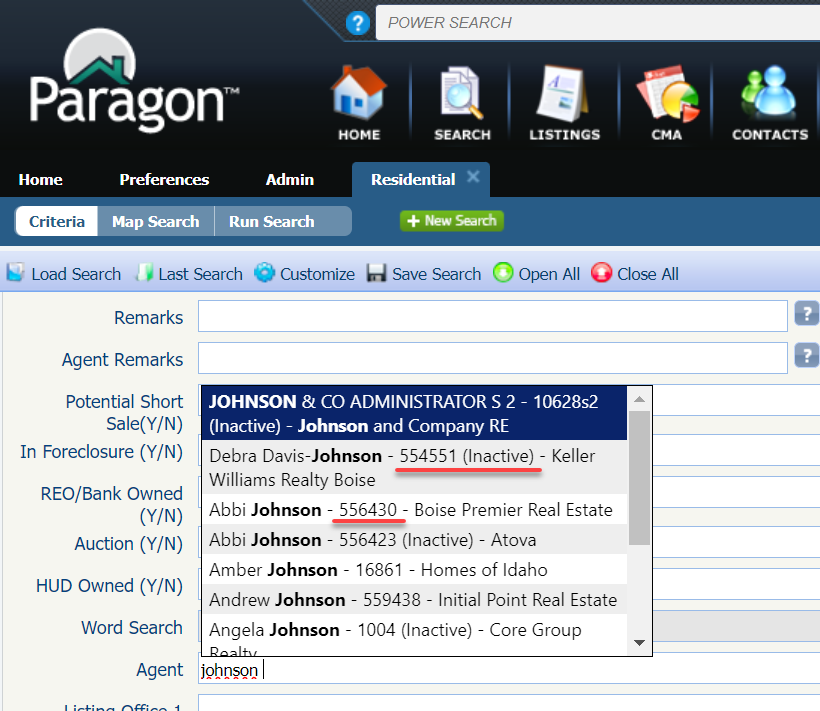 ?
POWER SEARCH
Paragon™
HOME
SEARCH
LISTINGS
CMA
CONTACTS
Home
Preferences
Admin
Residential
Criteria
Map Search
Run Search
New Search
Load Search
Last Search
Customize
Save Search
Open All
Close All
Remarks
?
Agent Remarks
?
Potential Short
Sale(Y/N)
In Foreclosure (Y/N)
REO/Bank Owned
(Y/N)
Auction (Y/N)
HUD Owned (Y/N)
Word Search
JOHNSON & CO ADMINISTRATOR S 2 - 10628s2
(Inactive) - Johnson and Company RE
Debra Davis-Johnson - 554551 (Inactive) - Keller
Williams Realty Boise
Abbi Johnson - 556430 - Boise Premier Real Estate
Abbi Johnson - 556423 (Inactive) - Atova
Amber Johnson - 16861 - Homes of Idaho
Andrew Johnson - 559438 - Initial Point Real Estate
Angela Johnson - 1004 (Inactive) - Core Group
Realty
Agent
johnson
Listing Office 1